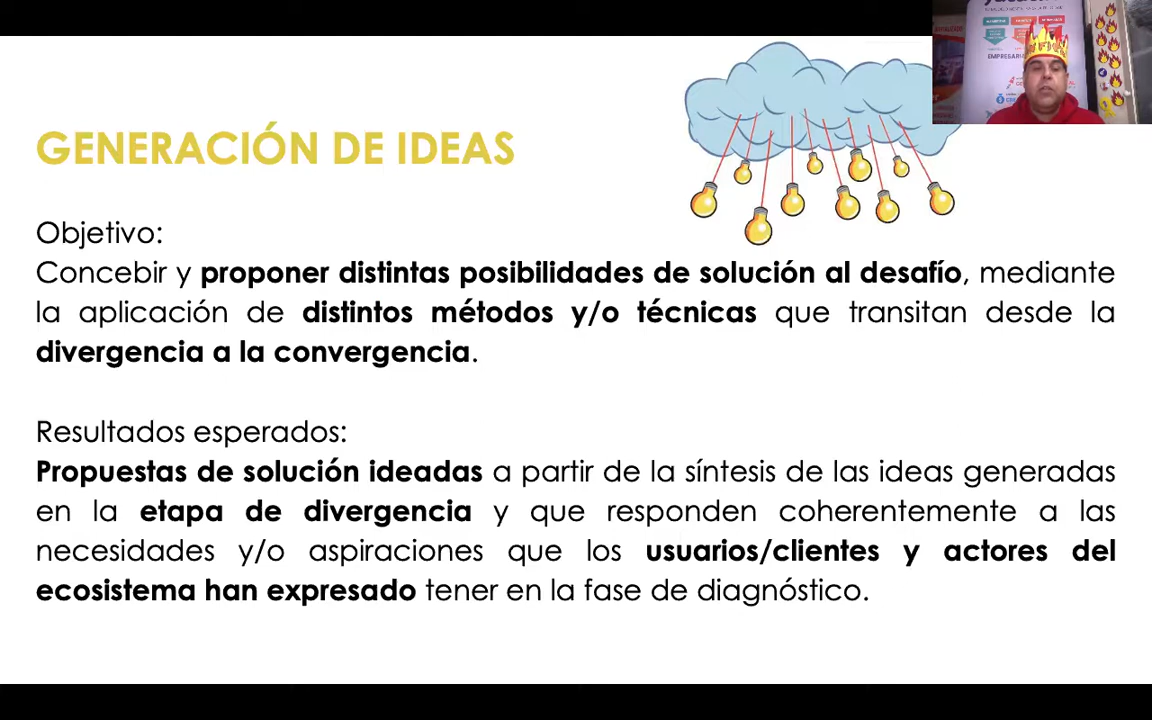 GENERACIÓN DE IDEAS
Objetivo:
Concebir y proponer distintas posibilidades de solución al desafío, mediante
la aplicación de distintos métodos y/o técnicas que transitan desde la
divergencia a la convergencia.
Resultados esperados:
Propuestas de solución ideadas a partir de la síntesis de las ideas generadas
en la etapa de divergencia y que responden coherentemente a las
necesidades y/o aspiraciones que los usuarios/clientes y actores del
ecosistema han expresado tener en la fase de diagnóstico.